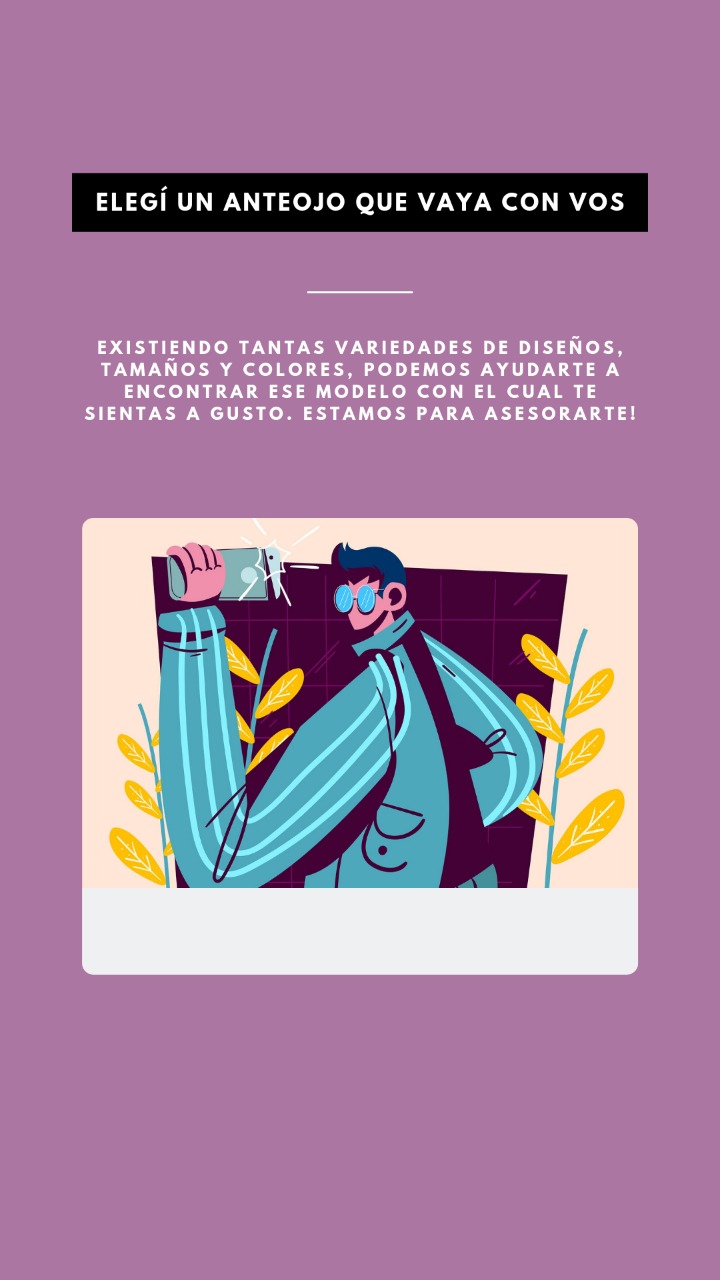 ELEGÍ UN ANTEOJO QUE VAYA CON VOS
EXISTIENDO TANTAS VARIEDADES DE DISEÑOS,
TAMAÑOS Y COLORES, PODEMOS AYUDARTE A
ENCONTRAR ESE MODELO CON EL CUAL TE
SIENTAS A GUSTO. ESTAMOS PARA ASESORARTE!